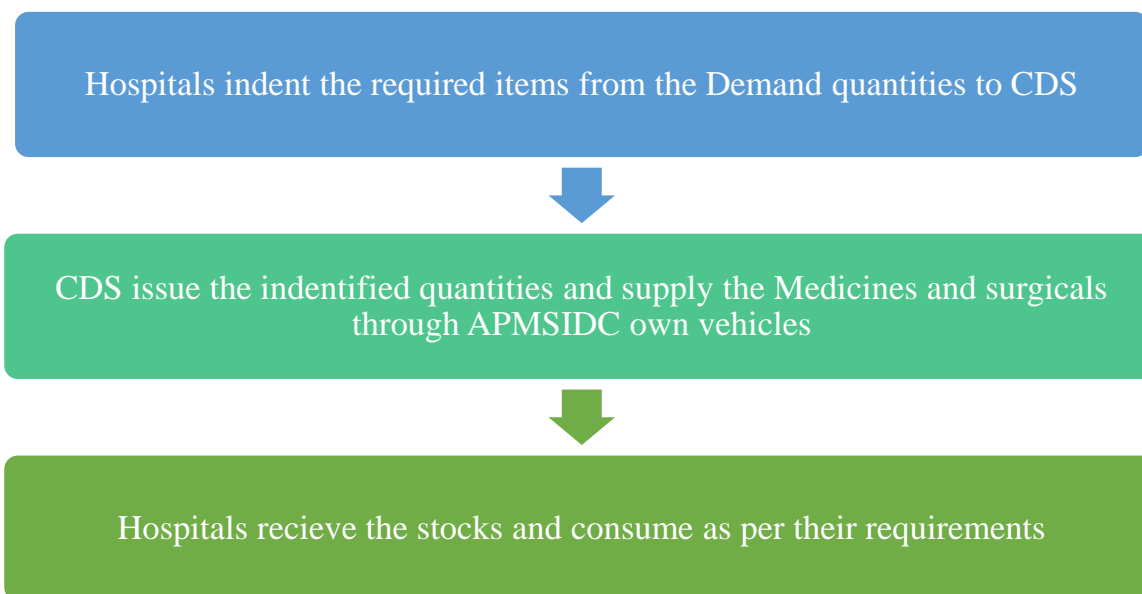 Hospitals indent the required items from the Demand quantities to CDS
CDS issue the indentified quantities and supply the Medicines and surgicals
through APMSIDC own vehicles
Hospitals recieve the stocks and consume as per their requirements